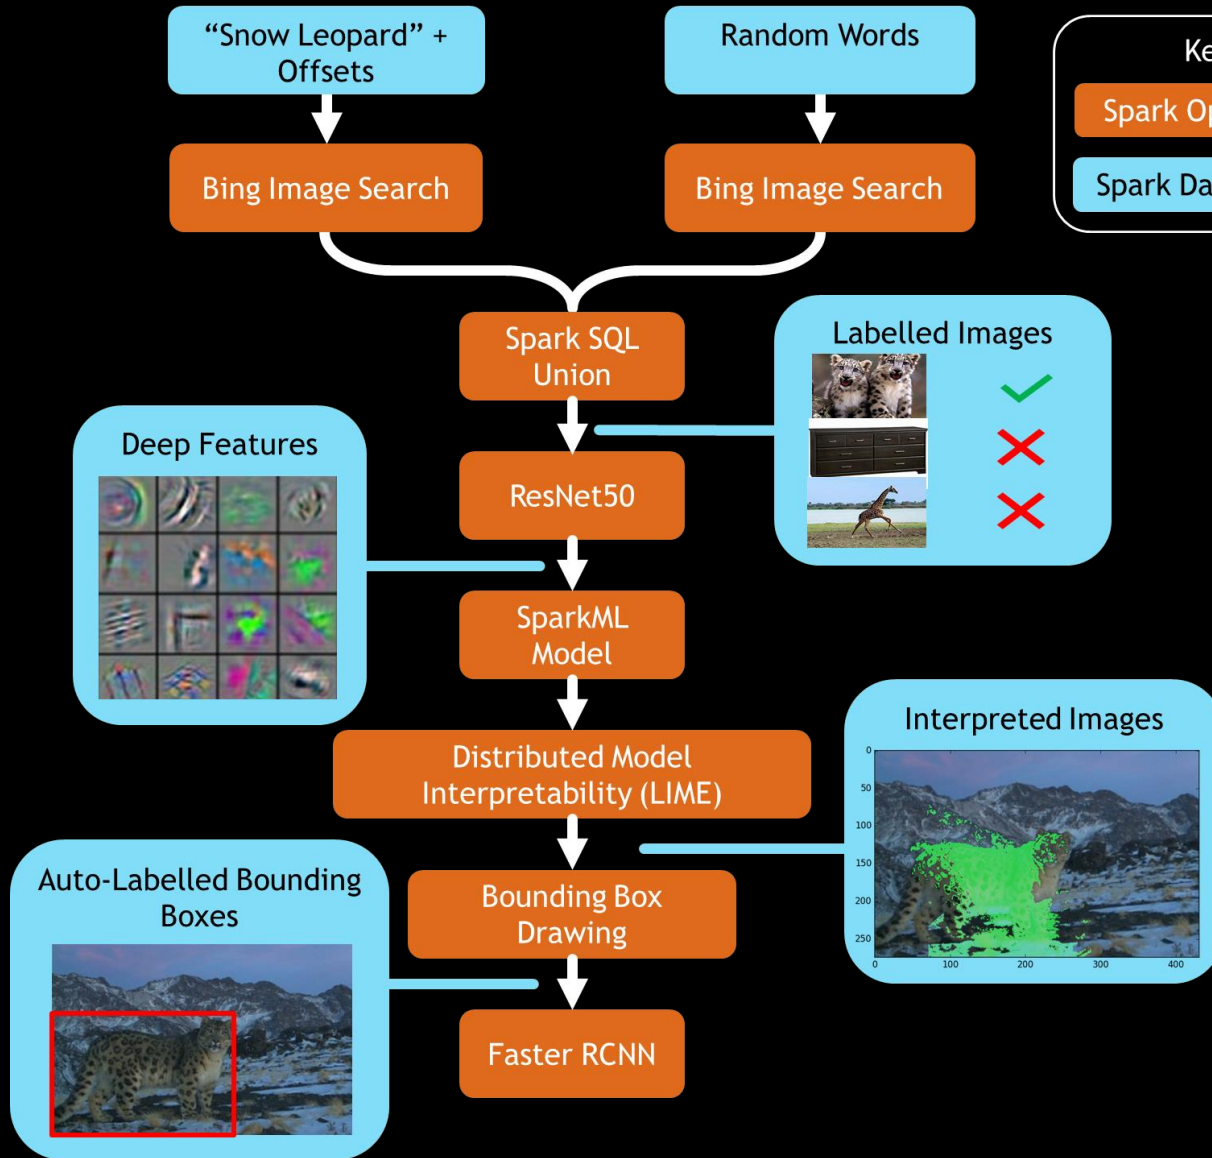 “Snow Leopard” +
Offsets
Random Words
Spark Op
Bing Image Search
Bing Image Search
Spark Da
Spark SQL
Union
Labelled Images
Deep Features
ResNet50
SparkML
Model
Interpreted Images
Distributed Model
Interpretability (LIME)
0
50
100
150
200
250
0
100
200
300
400
Auto-Labelled Bounding
Boxes
Bounding Box
Drawing
Faster RCNN